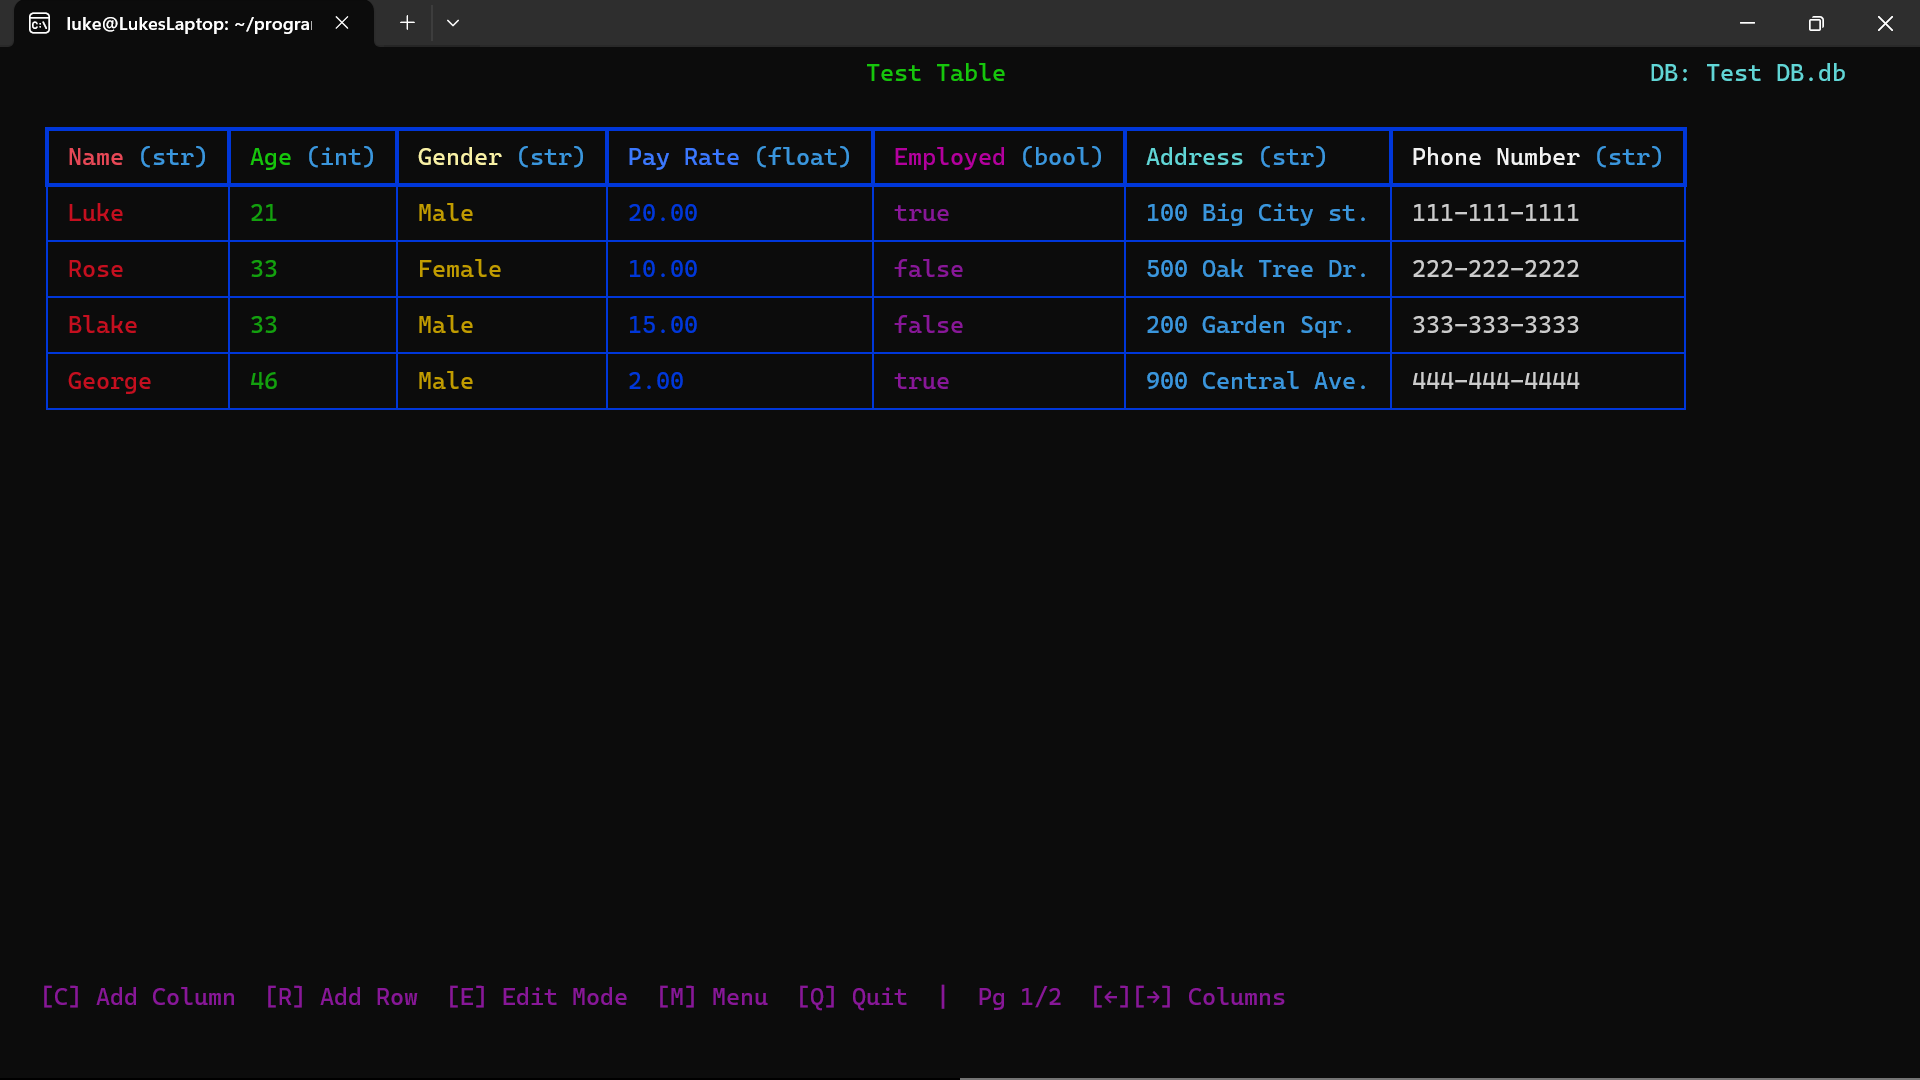 luke@LukesLaptop: ~/progra
Test Table
DB: Test DB.db
Name (str) Age (int) Gender (str) Pay Rate (float) Employed (bool) Address (str) Phone Number (str)
Luke 21 Male 20.00 true 100 Big City st. 111-111-1111
Rose 33 Female 10.00 false 500 Oak Tree Dr. 222-222-2222
Blake 33 Male 15.00 false 200 Garden Sqr. 333-333-3333
George 46 Male 2.00 true 900 Central Ave. 444-444-4444
[C] Add Column [R] Add Row [E] Edit Mode [M] Menu [Q] Quit | Pg 1/2 [←][→] Columns